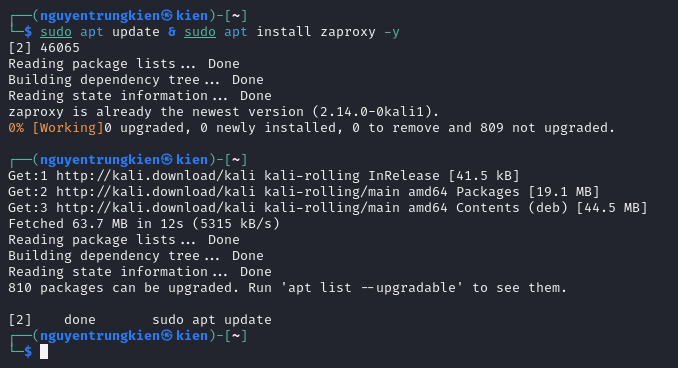 ┌──(nguyentrungkien㉿kien)-[~]
└─$ sudo apt update & sudo apt install zaproxy -y
[2] 46065
Reading package lists... Done
Building dependency tree... Done
Reading state information... Done
zaproxy is already the newest version (2.14.0-0kali1).
0% [Working]0 upgraded, 0 newly installed, 0 to remove and 809 not upgraded.
┌──(nguyentrungkien㉿kien)-[~]
Get:1 http://kali.download/kali kali-rolling InRelease [41.5 kB]
Get:2 http://kali.download/kali kali-rolling/main amd64 Packages [19.1 MB]
Get:3 http://kali.download/kali kali-rolling/main amd64 Contents (deb) [44.5 MB]
Fetched 63.7 MB in 12s (5315 kB/s)
Reading package lists... Done
Building dependency tree... Done
Reading state information... Done
810 packages can be upgraded. Run 'apt list --upgradable' to see them.
[2]    done       sudo apt update
┌──(nguyentrungkien㉿kien)-[~]
└─$